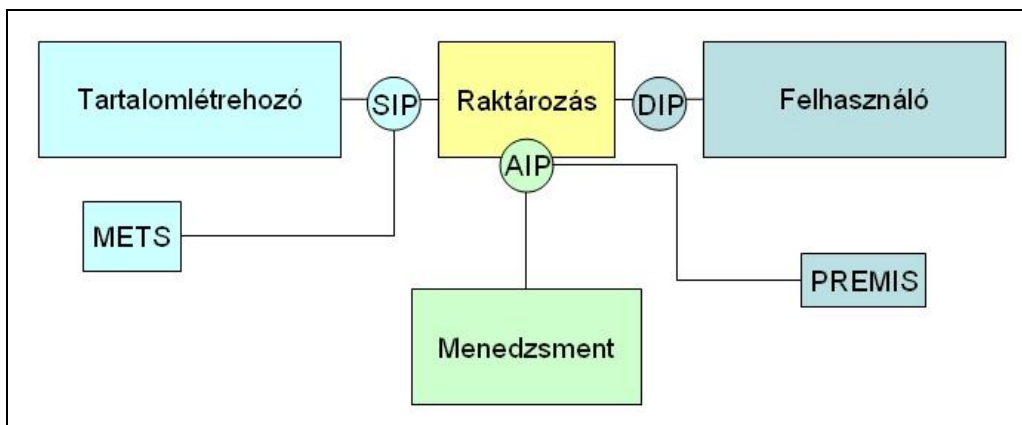 Tartalomlétrehozó
SIP
Raktározás
DIP
Felhasználó
AIP
METS
PREMIS
Menedzsment